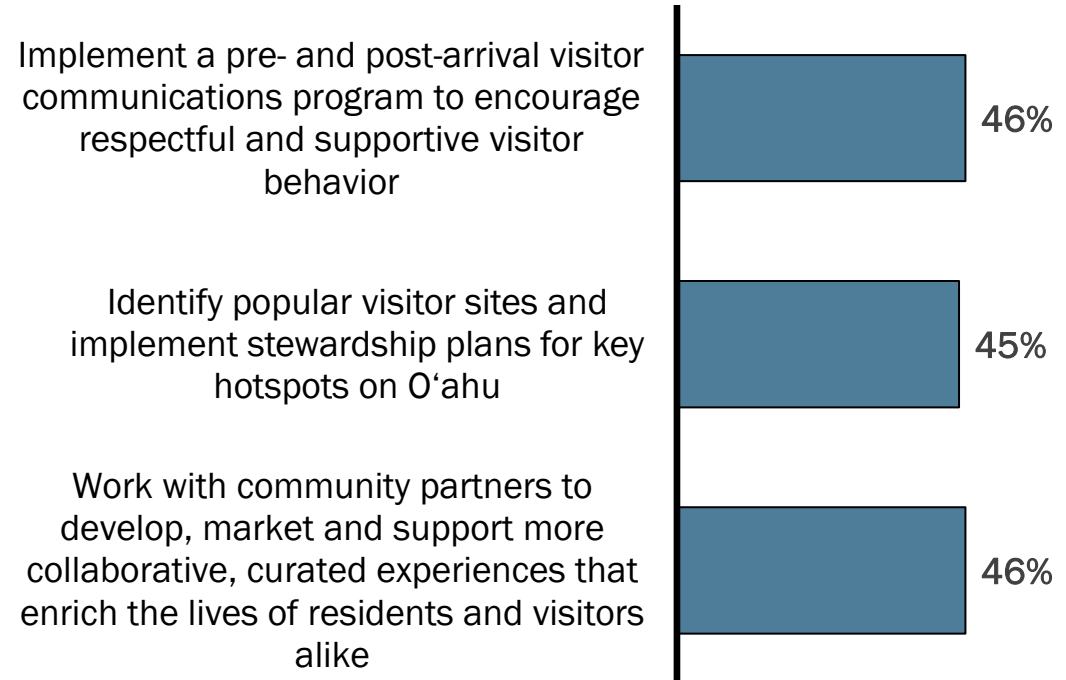 Implement a pre- and post-arrival visitor
communications program to encourage
respectful and supportive visitor
behavior
46%
Identify popular visitor sites and
implement stewardship plans for key
hotspots on O‘ahu
45%
Work with community partners to
develop, market and support more
collaborative, curated experiences that
enrich the lives of residents and visitors
alike
46%